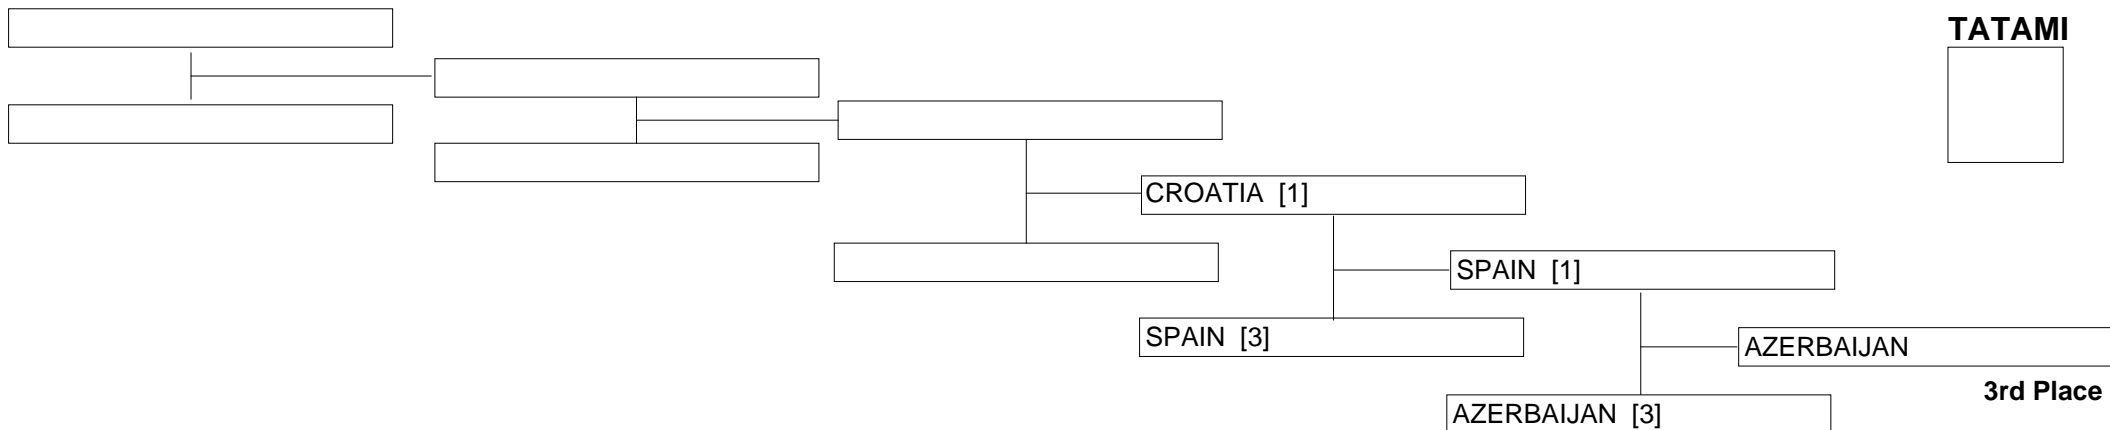 TATAMI
CROATIA [1]
SPAIN [1]
SPAIN [3]
AZERBAIJAN
3rd Place
AZERBAIJAN [3]